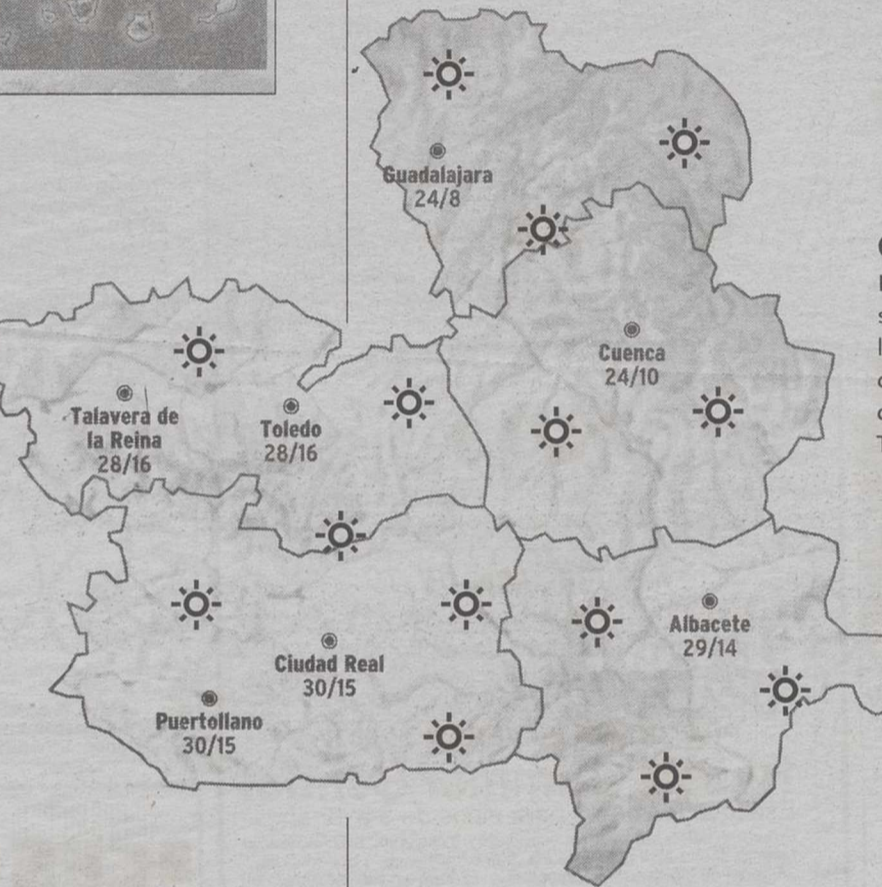 Guadalajara
24/8
Cuenca
24/10
Talavera de
la Reina
28/16
Toledo
28/16
Albacete
29/14
Ciudad Real
30/15
Puertollano
30/15